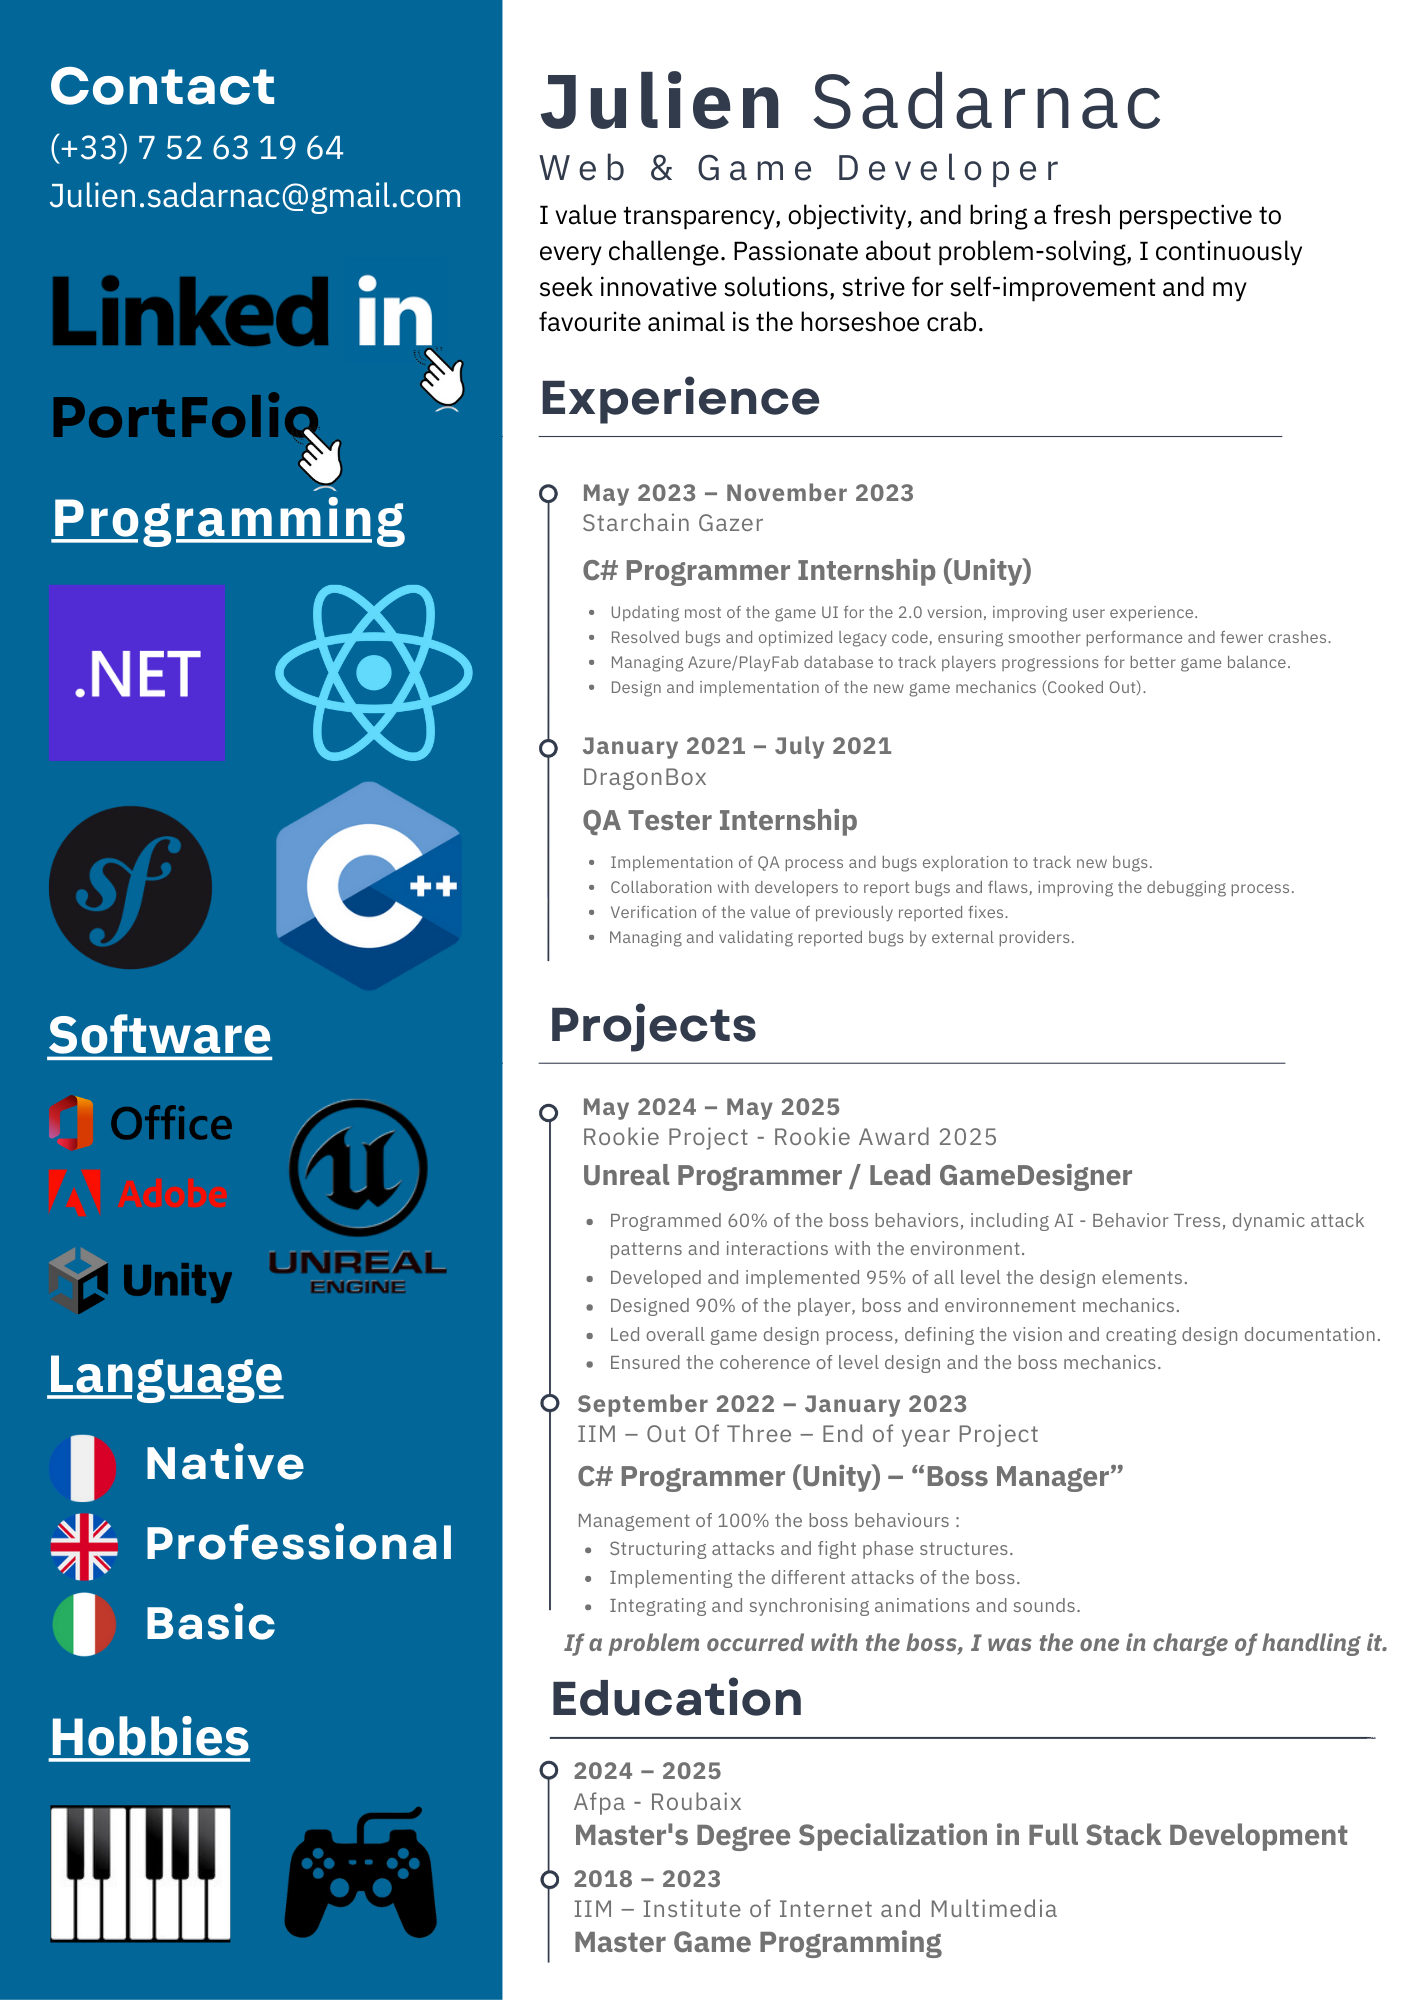 Contact
(+33) 7 52 63 19 64
Julien.sadarnac@gmail.com
Linked in
PortFolio
Programming
.NET
sf
C++
Software
Office
Adobe
Unity
UNREAL
ENGINE
Language
Native
Professional
Basic
Hobbies
Julien Sadarnac
Web & Game Developer
I value transparency, objectivity, and bring a fresh perspective to
every challenge. Passionate about problem-solving, I continuously
seek innovative solutions, strive for self-improvement and my
favourite animal is the horseshoe crab.
Experience
May 2023 – November 2023
Starchain Gazer
C# Programmer Internship (Unity)
• Updating most of the game UI for the 2.0 version, improving user experience.
• Resolved bugs and optimized legacy code, ensuring smoother performance and fewer crashes.
• Managing Azure/PlayFab database to track players progressions for better game balance.
• Design and implementation of the new game mechanics (Cooked Out).
January 2021 – July 2021
DragonBox
QA Tester Internship
• Implementation of QA process and bugs exploration to track new bugs.
• Collaboration with developers to report bugs and flaws, improving the debugging process.
• Verification of the value of previously reported fixes.
• Managing and validating reported bugs by external providers.
Projects
May 2024 – May 2025
Rookie Project - Rookie Award 2025
Unreal Programmer / Lead GameDesigner
• Programmed 60% of the boss behaviors, including AI - Behavior Tress, dynamic attack
patterns and interactions with the environment.
• Developed and implemented 95% of all level the design elements.
• Designed 90% of the player, boss and environnement mechanics.
• Led overall game design process, defining the vision and creating design documentation.
• Ensured the coherence of level design and the boss mechanics.
September 2022 – January 2023
IIM – Out Of Three – End of year Project
C# Programmer (Unity) – “Boss Manager”
Management of 100% the boss behaviours :
• Structuring attacks and fight phase structures.
• Implementing the different attacks of the boss.
• Integrating and synchronising animations and sounds.
If a problem occurred with the boss, I was the one in charge of handling it.
Education
2024 – 2025
Afpa - Roubaix
Master's Degree Specialization in Full Stack Development
2018 – 2023
IIM – Institute of Internet and Multimedia
Master Game Programming